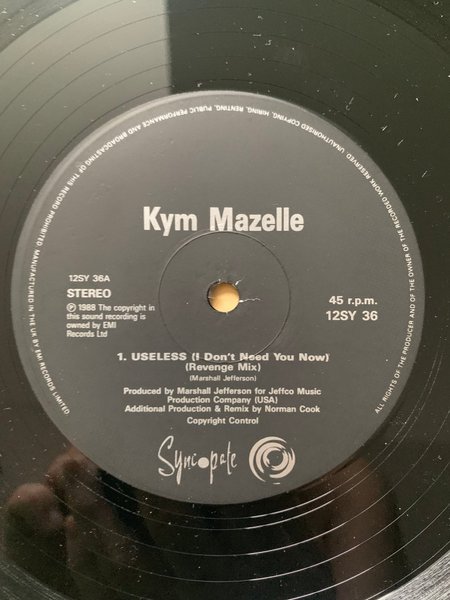 Kym Mazelle
12SY 36A
STEREO
℗ 1988 The copyright in
this sound recording is
owned by EMI
Records Ltd
45 r.p.m.
12SY 36
1. USELESS (I Don't Need You Now)
(Revenge Mix)
(Marshall Jefferson)
Produced by Marshall Jefferson for Jeffco Music
Production Company (USA)
Additional Production & Remix by Norman Cook
Copyright Control
Syncopate
ALL RIGHTS OF THE PRODUCER AND OF THE OWNER OF THE RECORDED WORK RESERVED UNAUTHORISED COPYING, HIRING, RENTING, PUBLIC PERFORMANCE AND BROADCASTING OF THIS RECORD PROHIBITED MANUFACTURED IN THE UK BY EMI RECORDS LIMITED